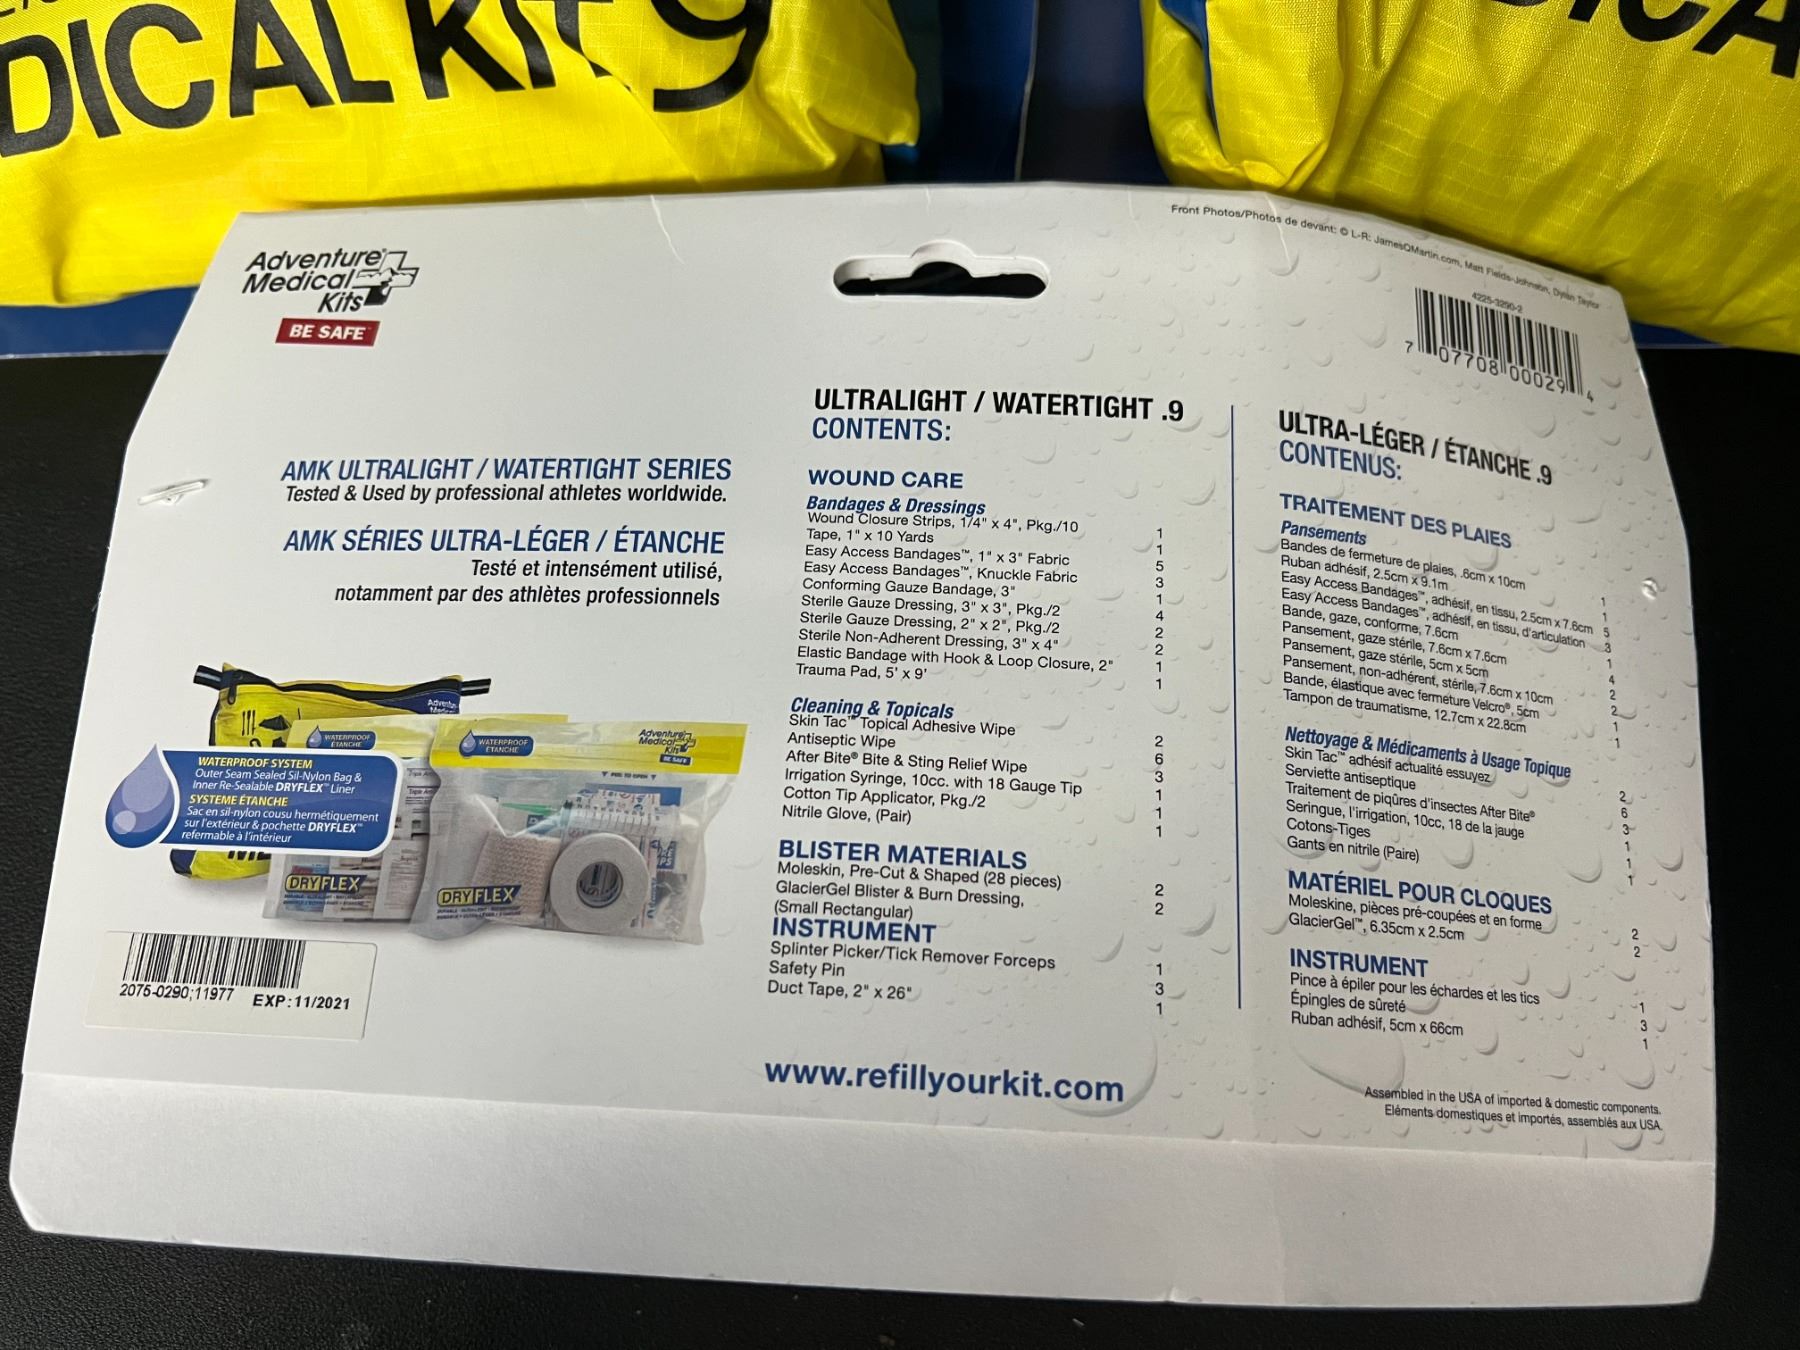 DICAL KIT .9
ICA
Front Photos/Photos de devant: © L-R: JamesQMartin.com, Matt Fields-Johnson, Dylan Taylor
4225-3290-2
7 07708 00029 4
Adventure®
Medical
Kits
BE SAFE™
AMK ULTRALIGHT / WATERTIGHT SERIES
Tested & Used by professional athletes worldwide.
AMK SÉRIES ULTRA-LÉGER / ÉTANCHE
Testé et intensément utilisé,
notamment par des athlètes professionnels
WATERPROOF SYSTEM
Outer Seam Sealed Sil-Nylon Bag &
Inner Re-Sealable DRYFLEX™ Liner
SYSTEME ÉTANCHE
Sac en sil-nylon cousu hermétiquement
sur l'extérieur & pochette DRYFLEX™
refermable à l'intérieur
WATERPROOF
ÉTANCHE
WATERPROOF
ÉTANCHE
Adventure
Medical
Kits
BE SAFE
PEEL TO OPEN
DRYFLEX
DRYFLEX
2075-0290;11977 EXP:11/2021
ULTRALIGHT / WATERTIGHT .9
CONTENTS:
WOUND CARE
Bandages & Dressings
Wound Closure Strips, 1/4" x 4", Pkg./10 1
Tape, 1" x 10 Yards 1
Easy Access Bandages™, 1" x 3" Fabric 5
Easy Access Bandages™, Knuckle Fabric 3
Conforming Gauze Bandage, 3" 1
Sterile Gauze Dressing, 3" x 3", Pkg./2 4
Sterile Gauze Dressing, 2" x 2", Pkg./2 2
Sterile Non-Adherent Dressing, 3" x 4" 2
Elastic Bandage with Hook & Loop Closure, 2" 1
Trauma Pad, 5' x 9' 1
Cleaning & Topicals
Skin Tac™ Topical Adhesive Wipe 2
Antiseptic Wipe 6
After Bite® Bite & Sting Relief Wipe 3
Irrigation Syringe, 10cc. with 18 Gauge Tip 1
Cotton Tip Applicator, Pkg./2 1
Nitrile Glove, (Pair) 1
BLISTER MATERIALS
Moleskin, Pre-Cut & Shaped (28 pieces) 2
GlacierGel Blister & Burn Dressing, 2
(Small Rectangular)
INSTRUMENT
Splinter Picker/Tick Remover Forceps 1
Safety Pin 3
Duct Tape, 2" x 26" 1
www.refillyourkit.com
ULTRA-LÉGER / ÉTANCHE .9
CONTENUS:
TRAITEMENT DES PLAIES
Pansements
Bandes de fermeture de plaies, .6cm x 10cm 1
Ruban adhésif, 2.5cm x 9.1m 1
Easy Access Bandages™, adhésif, en tissu, 2.5cm x 7.6cm 5
Easy Access Bandages™, adhésif, en tissu, d'articulation 3
Bande, gaze, conforme, 7.6cm 1
Pansement, gaze stérile, 7.6cm x 7.6cm 4
Pansement, gaze stérile, 5cm x 5cm 2
Pansement, non-adhérent, stérile, 7.6cm x 10cm 2
Bande, élastique avec fermeture Velcro®, 5cm 1
Tampon de traumatisme, 12.7cm x 22.8cm 1
Nettoyage & Médicaments à Usage Topique
Skin Tac™ adhésif actualité essuyez 2
Serviette antiseptique 6
Traitement de piqûres d'insectes After Bite® 3
Seringue, l'irrigation, 10cc, 18 de la jauge 1
Cotons-Tiges 1
Gants en nitrile (Paire) 1
MATÉRIEL POUR CLOQUES
Moleskine, pièces pré-coupées et en forme 2
GlacierGel™, 6.35cm x 2.5cm 2
INSTRUMENT
Pince à épiler pour les échardes et les tics 1
Épingles de sûreté 3
Ruban adhésif, 5cm x 66cm 1
Assembled in the USA of imported & domestic components.
Eléments domestiques et importés, assemblés aux USA.